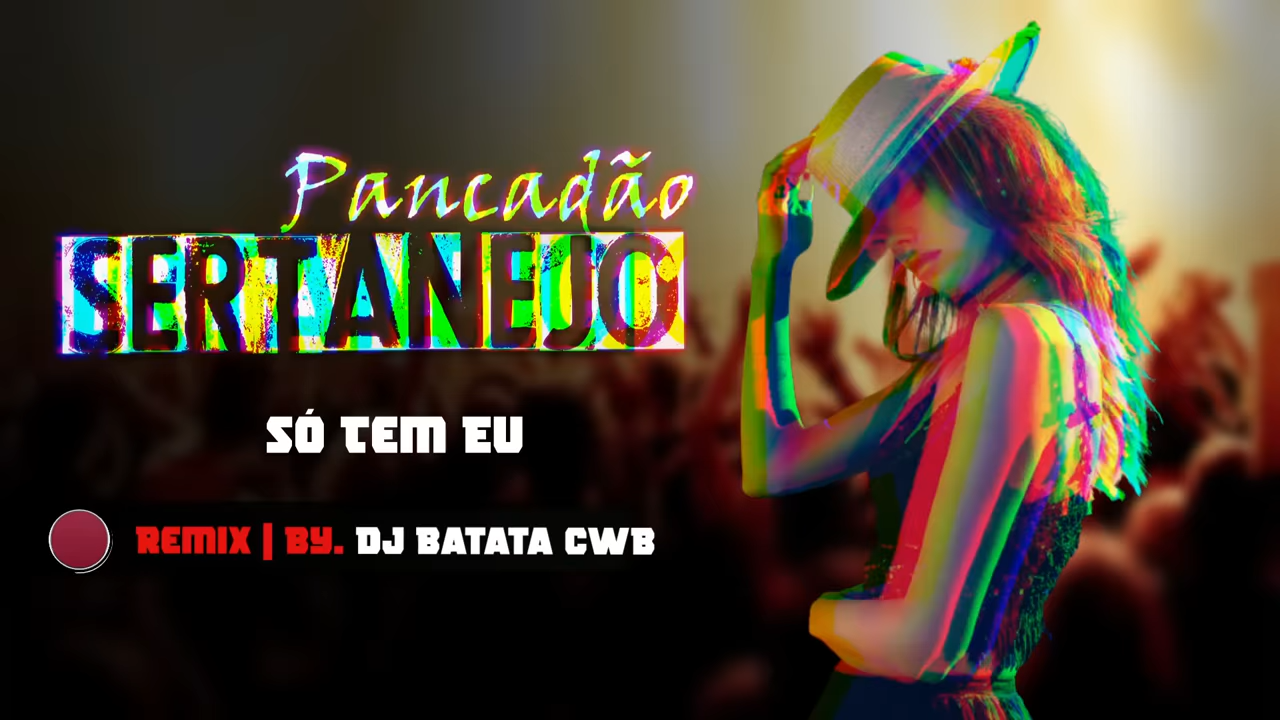 Pancadão
SERTANEJO
SÓ TEM EU
REMIX | BY. DJ BATATA CWB